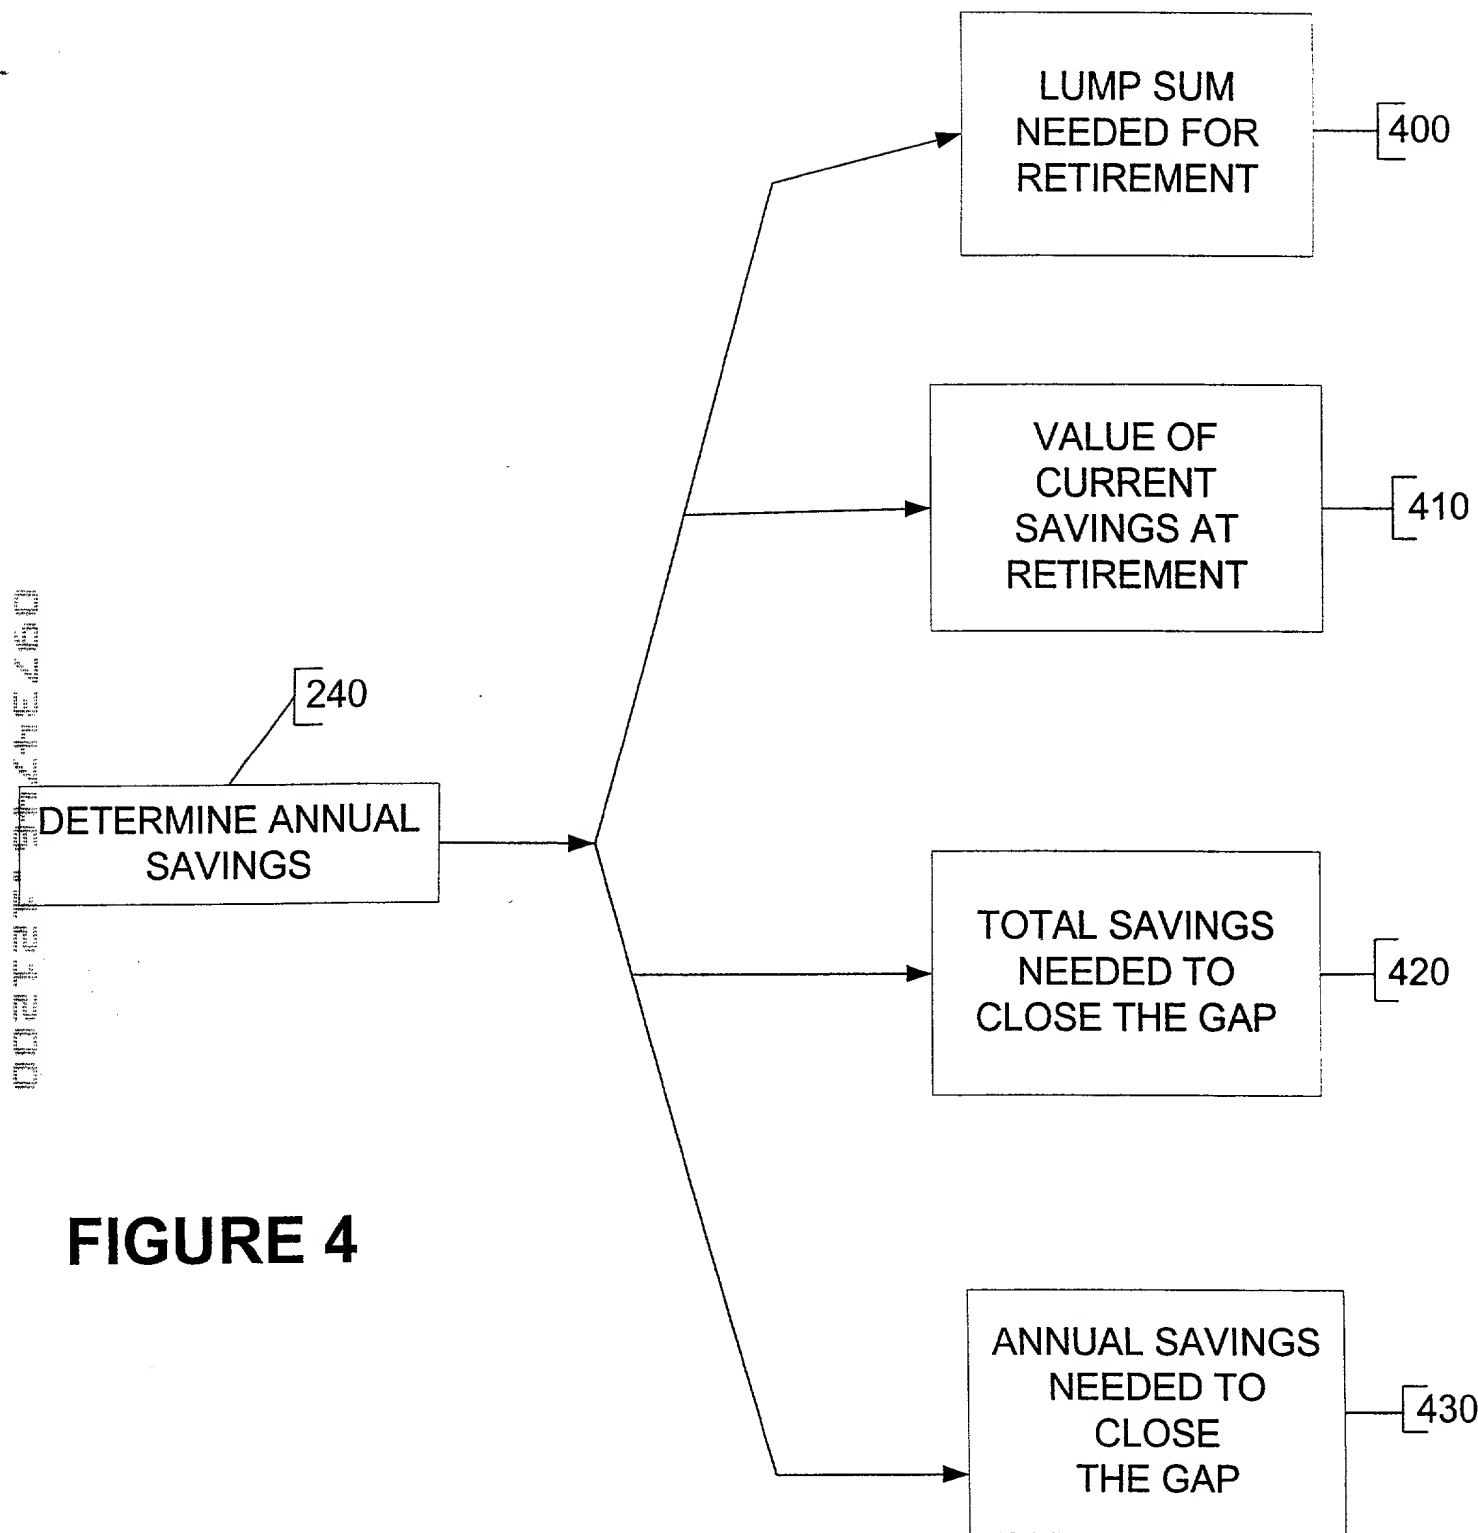 LUMP SUM
NEEDED FOR
RETIREMENT
400
VALUE OF
CURRENT
SAVINGS AT
RETIREMENT
410
240
DETERMINE ANNUAL
SAVINGS
TOTAL SAVINGS
NEEDED TO
CLOSE THE GAP
420
FIGURE 4
ANNUAL SAVINGS
NEEDED TO
CLOSE
THE GAP
430